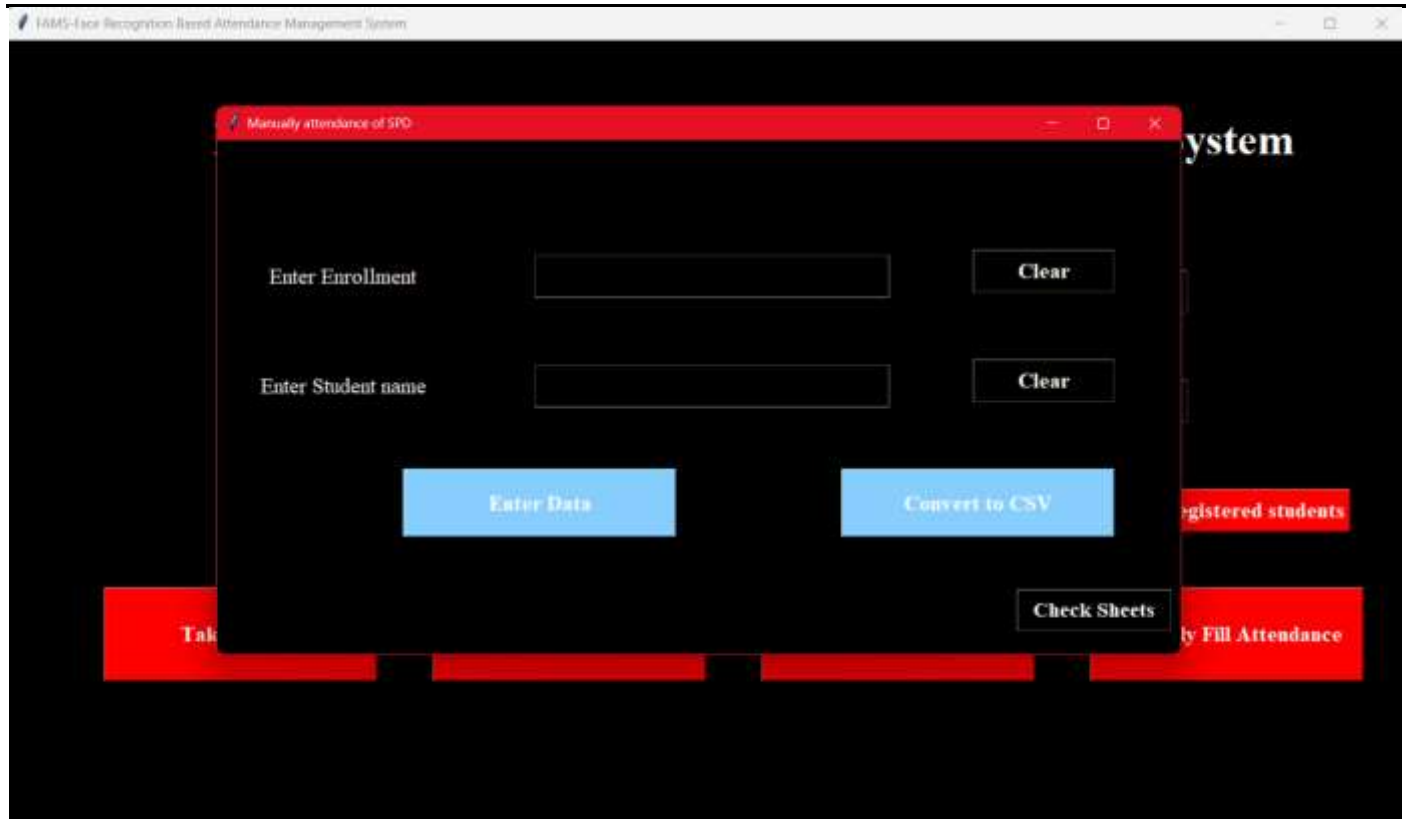 FAMS-Face Recognition Based Attendance Management System
Manually attendance of SPD
ystem
Enter Enrollment
Clear
Enter Student name
Clear
Enter Data
Convert to CSV
egistered students
Check Sheets
Tak
ly Fill Attendance